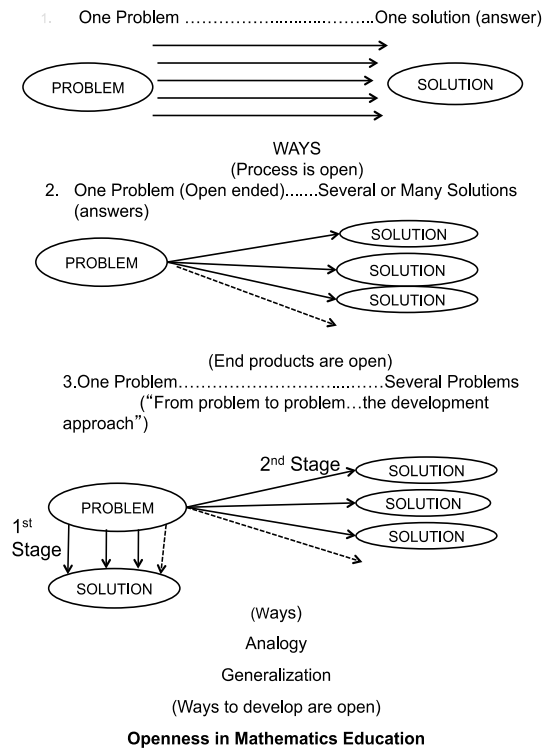 1. One Problem ……………..…….…..……..One solution (answer)
PROBLEM
SOLUTION
WAYS
(Process is open)
2. One Problem (Open ended)…....Several or Many Solutions
(answers)
SOLUTION
PROBLEM
SOLUTION
SOLUTION
(End products are open)
3.One Problem……………………….…..………Several Problems
(“From problem to problem…the development
approach”)
2nd Stage
SOLUTION
PROBLEM
SOLUTION
1st
Stage
SOLUTION
SOLUTION
(Ways)
Analogy
Generalization
(Ways to develop are open)
Openness in Mathematics Education